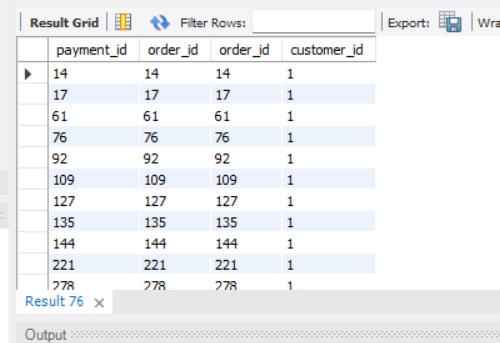 Result Grid Filter Rows: Export: Wra
payment_id order_id order_id customer_id
14 14 14 1
17 17 17 1
61 61 61 1
76 76 76 1
92 92 92 1
109 109 109 1
127 127 127 1
135 135 135 1
144 144 144 1
221 221 221 1
278 278 278 1
Result 76 ×
Output